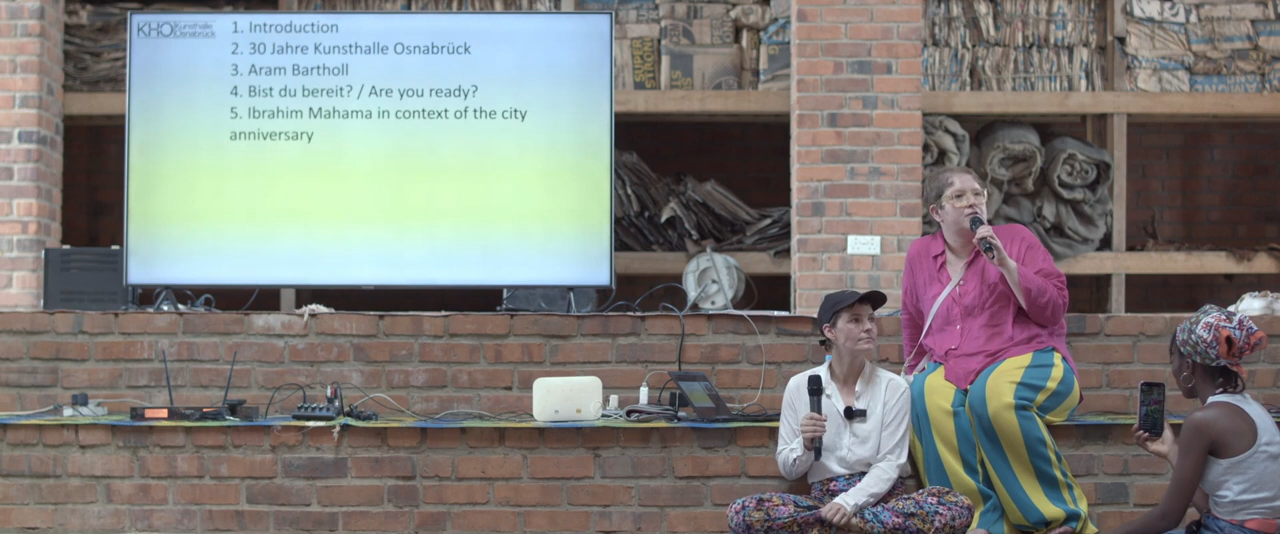 KHO Kunsthalle
Osnabrück
1. Introduction
2. 30 Jahre Kunsthalle Osnabrück
3. Aram Bartholl
4. Bist du bereit? / Are you ready?
5. Ibrahim Mahama in context of the city
anniversary
SUPER